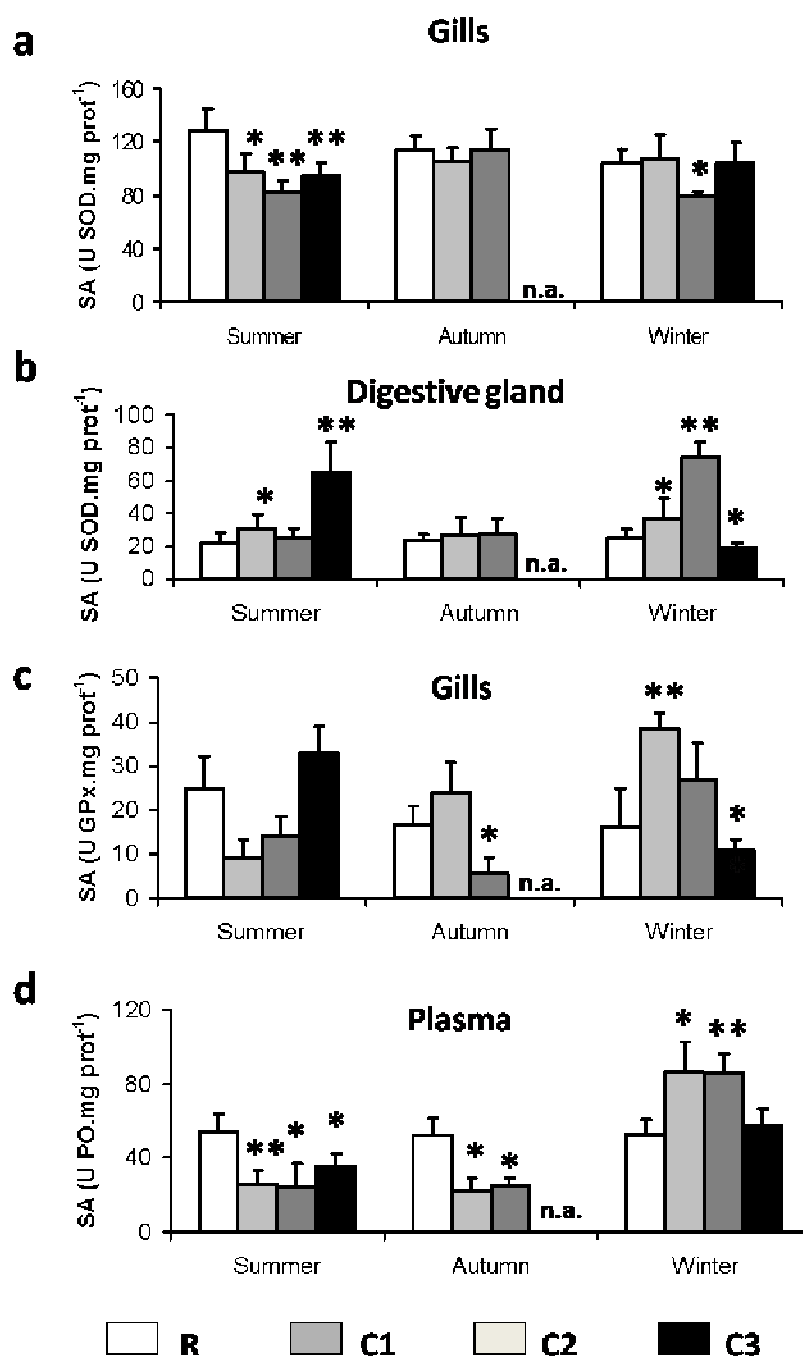 a
Gills
SA (U SOD.mg prot⁻¹)
160
120
80
40
0
* ** **
*
n.a.
Summer Autumn Winter
b
Digestive gland
SA (U SOD.mg prot⁻¹)
100
80
60
40
20
0
* **
* ** *
n.a.
Summer Autumn Winter
c
Gills
SA (U GPx.mg prot⁻¹)
50
40
30
20
10
0
*
** *
n.a.
Summer Autumn Winter
d
Plasma
SA (U PO.mg prot⁻¹)
120
80
40
0
** * *
* *
* **
n.a.
Summer Autumn Winter
R C1 C2 C3